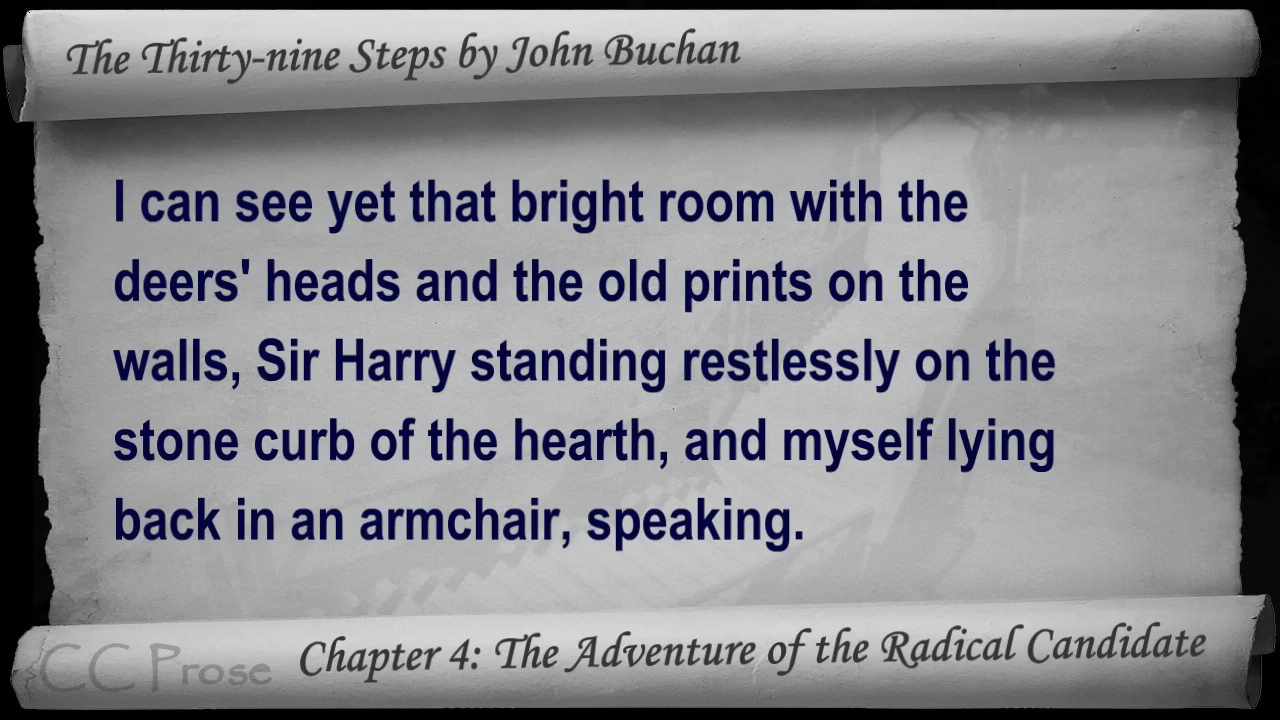 The Thirty-nine Steps by John Buchan
I can see yet that bright room with the
deers' heads and the old prints on the
walls, Sir Harry standing restlessly on the
stone curb of the hearth, and myself lying
back in an armchair, speaking.
CC Prose
Chapter 4: The Adventure of the Radical Candidate